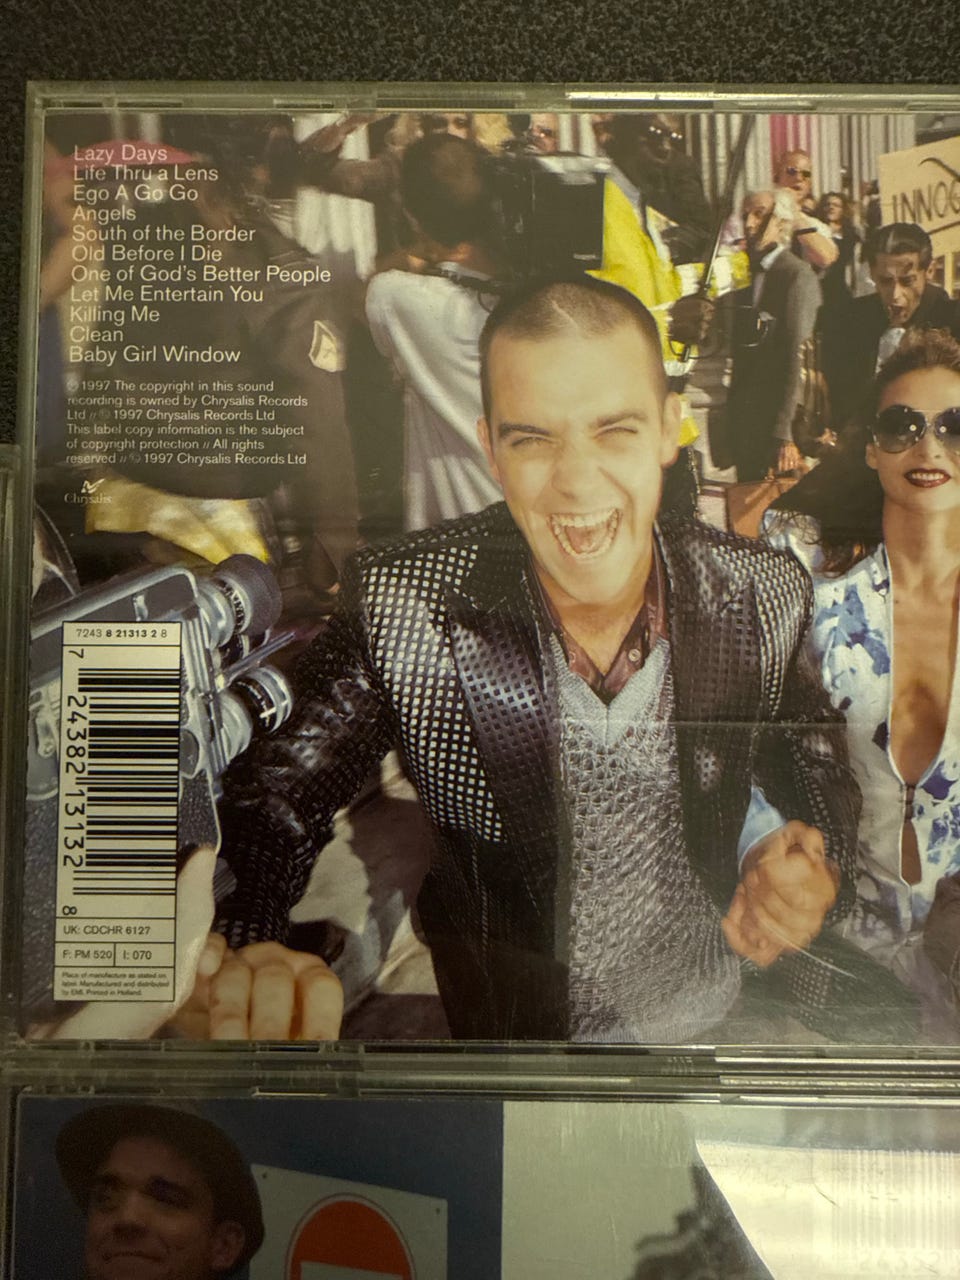 Lazy Days
Life Thru a Lens
Ego A Go Go
Angels
South of the Border
Old Before I Die
One of God's Better People
Let Me Entertain You
Killing Me
Clean
Baby Girl Window
℗ 1997 The copyright in this sound
recording is owned by Chrysalis Records
Ltd // © 1997 Chrysalis Records Ltd
This label copy information is the subject
of copyright protection // All rights
reserved // © 1997 Chrysalis Records Ltd
Chrysalis
INNOC
7243 8 21313 2 8
7 24382 13132 8
UK: CDCHR 6127
F: PM 520 I: 070
Place of manufacture as stated on
label. Manufactured and distributed
by EMI. Printed in Holland.